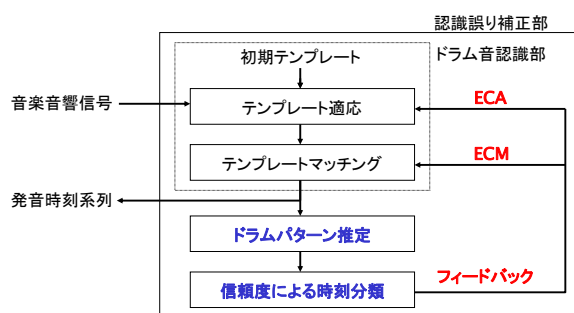 認識誤り補正部
ドラム音認識部
初期テンプレート
音楽音響信号
テンプレート適応
ECA
テンプレートマッチング
ECM
発音時刻系列
ドラムパターン推定
信頼度による時刻分類
フィードバック